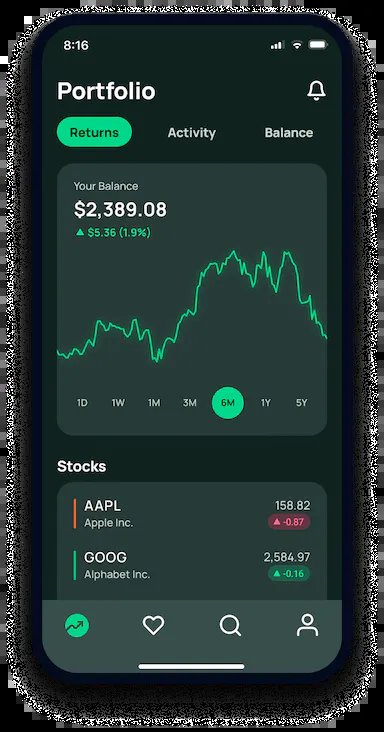 8:16
Portfolio
Returns Activity Balance
Your Balance
$2,389.08
▲ $5.36 (1.9%)
1D 1W 1M 3M 6M 1Y 5Y
Stocks
AAPL 158.82
Apple Inc. ▲ -0.87
GOOG 2,584.97
Alphabet Inc. ▲ -0.16